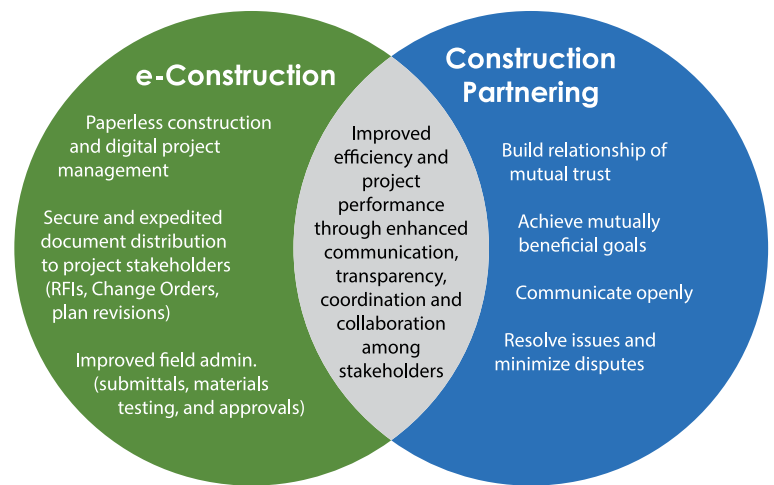 e-Construction
Paperless construction
and digital project
management
Secure and expedited
document distribution
to project stakeholders
(RFIs, Change Orders,
plan revisions)
Improved field admin.
(submittals, materials
testing, and approvals)
Improved
efficiency and
project
performance
through enhanced
communication,
transparency,
coordination and
collaboration
among
stakeholders
Construction
Partnering
Build relationship of
mutual trust
Achieve mutually
beneficial goals
Communicate openly
Resolve issues and
minimize disputes